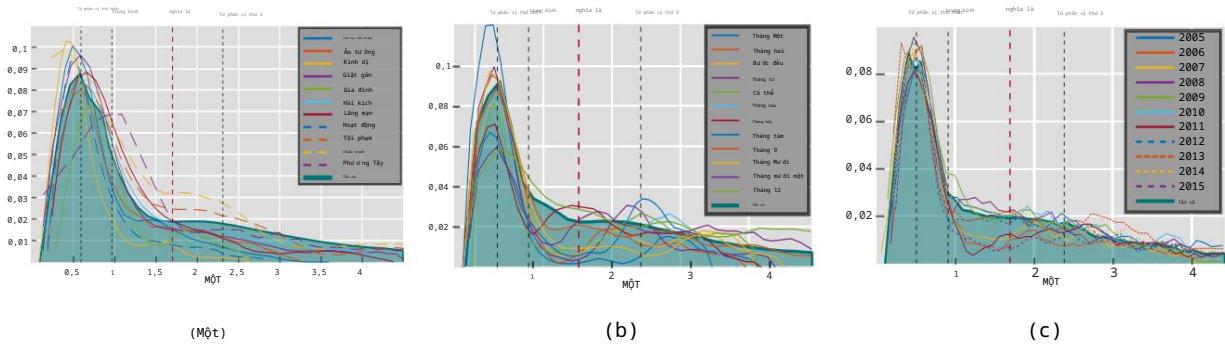 Tứ phân vị thứ nhất
trung bình
nghĩa là
Tứ phân vị thứ 3
0,1
0,09
0,08
0,07
0,06
0,05
0,04
0,03
0,02
0,01
0,5
1
1,5
2
2,5
3
3,5
4
MỘT
Ảo tưởng
Kinh dị
Giật gân
Gia đình
Hài kịch
Lãng mạn
Hoạt động
Tội phạm
Chiến tranh
Phương Tây
Tất cả
(Một)
trung bình
nghĩa là
Tứ phân vị thứ 3
0,1
0,08
0,06
0,04
0,02
1
2
3
4
MỘT
Tháng Một
Tháng hai
Bước đều
Tháng tư
Có thể
Tháng sáu
Tháng bảy
Tháng tám
Tháng 9
Tháng Mười
Tháng mười một
Tháng 12
Tất cả
(b)
Tứ phân vị thứ nhất
trung bình
nghĩa là
Tứ phân vị thứ 3
0,08
0,06
0,04
0,02
1
2
3
4
MỘT
2005
2006
2007
2008
2009
2010
2011
2012
2013
2014
2015
Tất cả
(c)